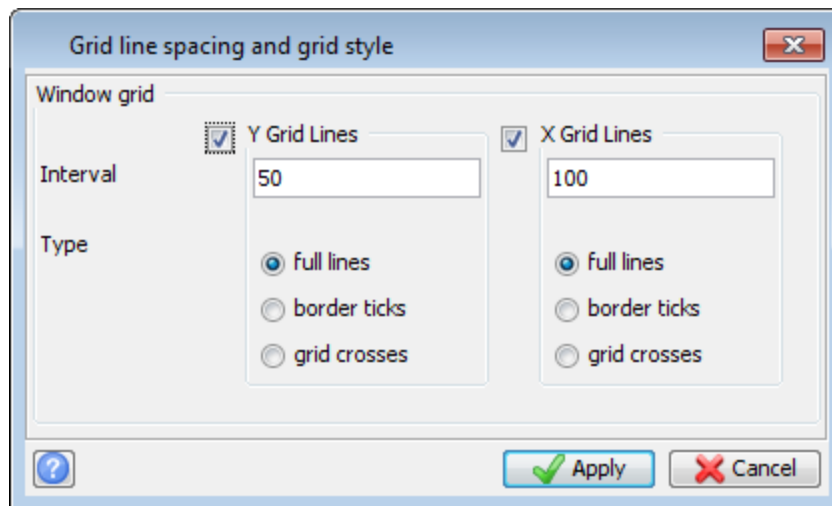 Grid line spacing and grid style
Window grid
Y Grid Lines
X Grid Lines
Interval
50
100
Type
full lines
full lines
border ticks
border ticks
grid crosses
grid crosses
?
Apply
Cancel